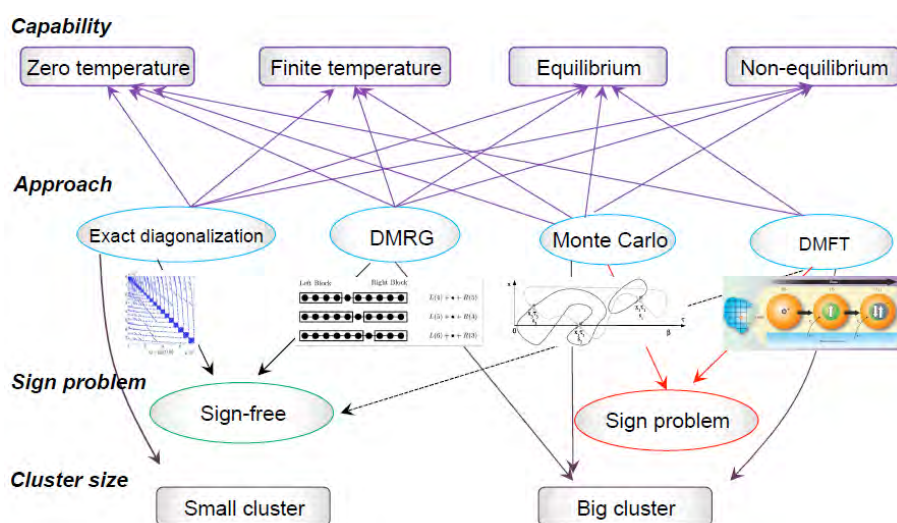 Capability
Zero temperature
Finite temperature
Equilibrium
Non-equilibrium
Approach
Exact diagonalization
DMRG
Monte Carlo
DMFT
Left Block
Right Block
Sign problem
Sign-free
Sign problem
Cluster size
Small cluster
Big cluster